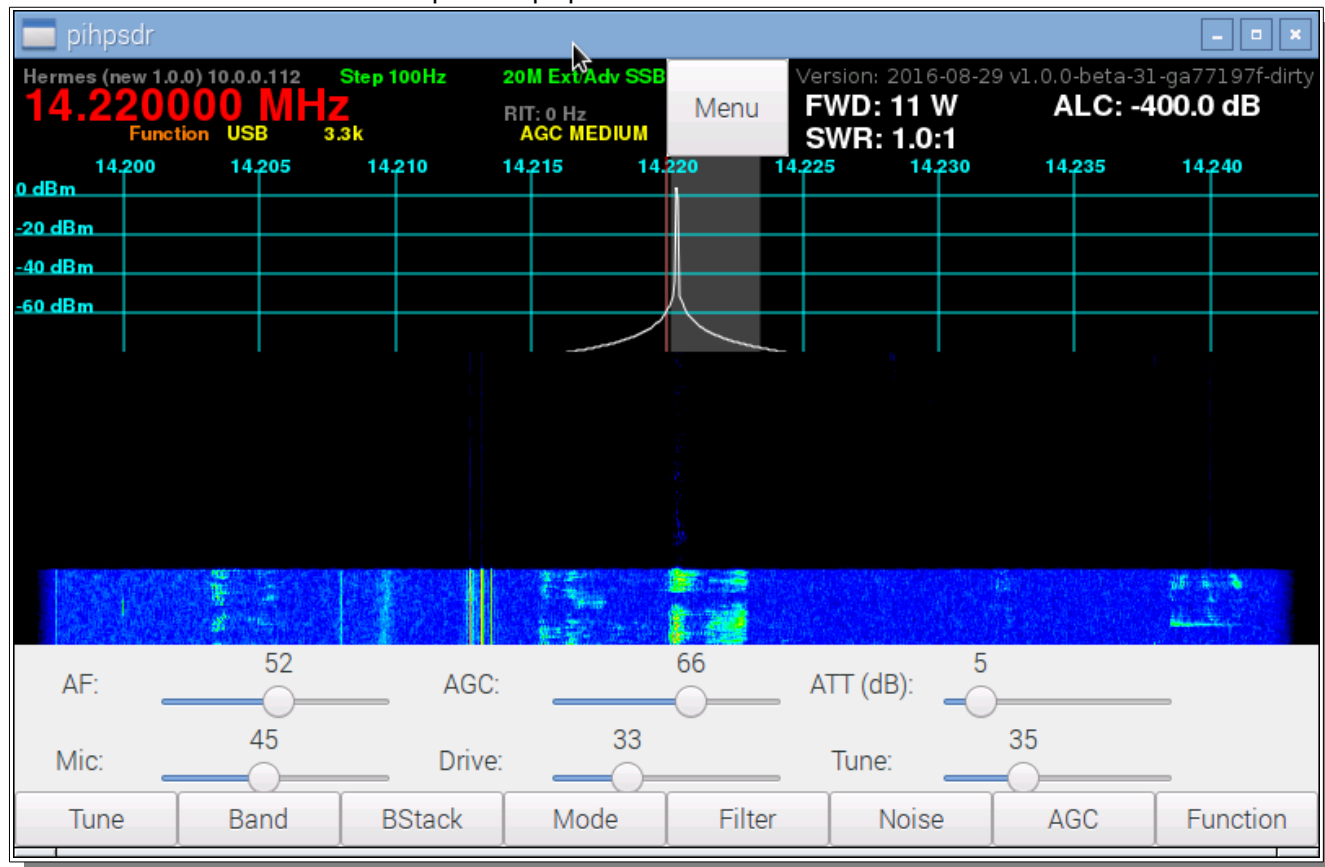 pihpsdr
Hermes (new 1.0.0) 10.0.0.112 Step 100Hz 20M Ext/Adv SSB Menu Version: 2016-08-29 v1.0.0-beta-31-ga77197f-dirty
14.220000 MHz RIT: 0 Hz FWD: 11 W ALC: -400.0 dB
Function USB 3.3k AGC MEDIUM SWR: 1.0:1
14.200 14.205 14.210 14.215 14.220 14.225 14.230 14.235 14.240
0 dBm
-20 dBm
-40 dBm
-60 dBm
52 66 5
AF: AGC: ATT (dB):
45 33 35
Mic: Drive: Tune:
Tune Band BStack Mode Filter Noise AGC Function